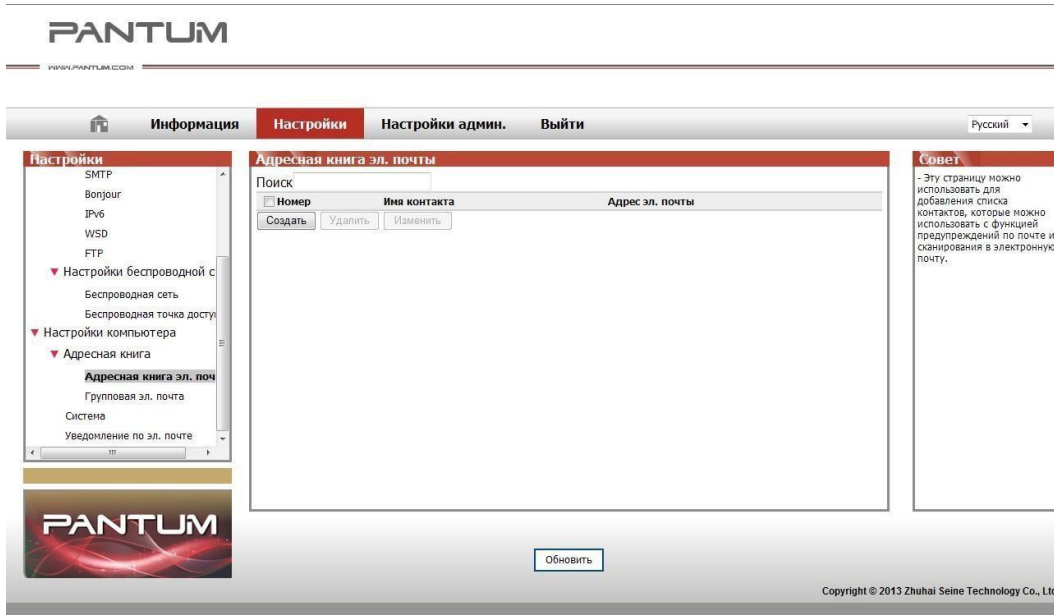 PANTUM
WWW.PANTUM.COM
Информация Настройки Настройки админ. Выйти Русский
Настройки
SMTP
Bonjour
IPv6
WSD
FTP
Настройки беспроводной с
Беспроводная сеть
Беспроводная точка досту
Настройки компьютера
Адресная книга
Адресная книга эл. поч
Групповая эл. почта
Система
Уведомление по эл. почте
PANTUM
Адресная книга эл. почты
Поиск
Номер Имя контакта Адрес эл. почты
Создать Удалить Изменить
Обновить
Совет
- Эту страницу можно
использовать для
добавления списка
контактов, которые можно
использовать с функцией
предупреждений по почте и
сканирования в электронную
почту.
Copyright © 2013 Zhuhai Seine Technology Co., Ltd